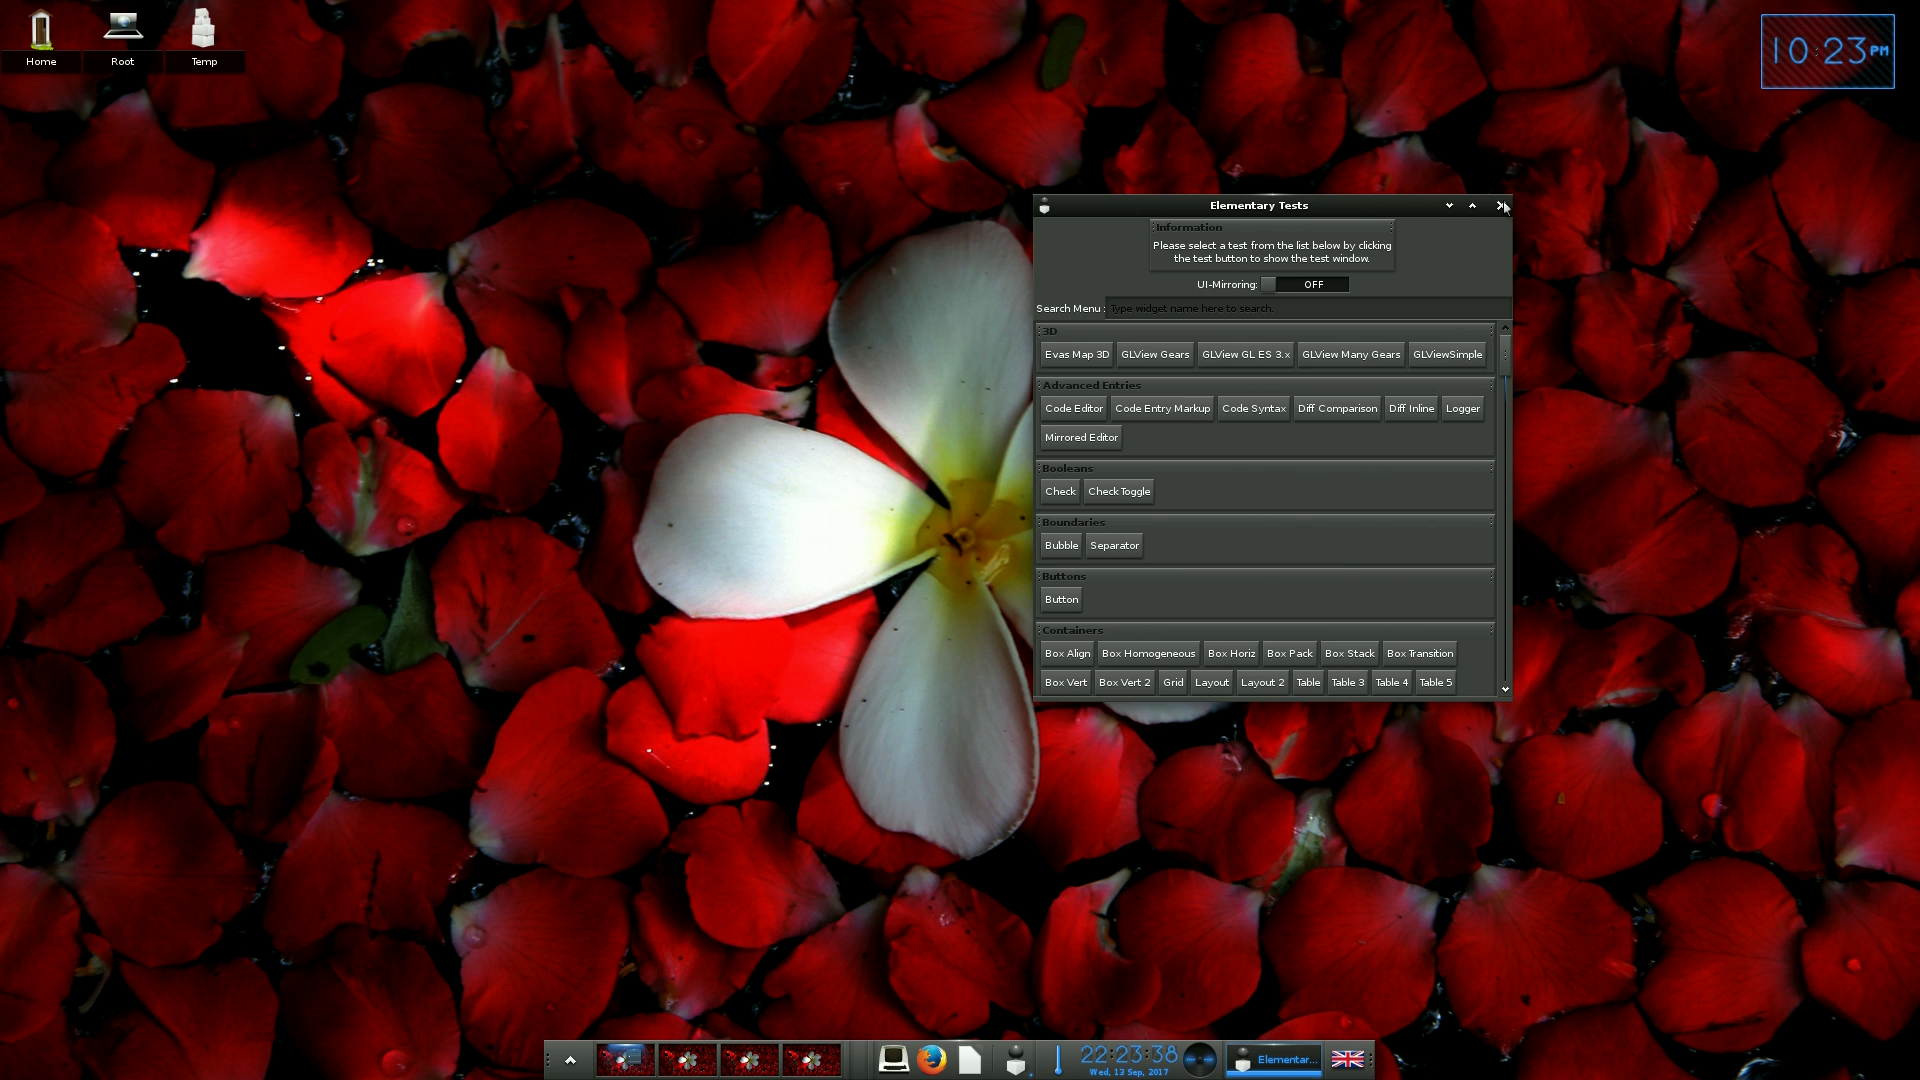 Home Root Temp
10:23 PM
Elementary Tests
Information
Please select a test from the list below by clicking
the test button to show the test window.
UI-Mirroring: OFF
Search Menu : Type widget name here to search.
3D
Evas Map 3D GLView Gears GLView GL ES 3.x GLView Many Gears GLViewSimple
Advanced Entries
Code Editor Code Entry Markup Code Syntax Diff Comparison Diff Inline Logger
Mirrored Editor
Booleans
Check Check Toggle
Boundaries
Bubble Separator
Buttons
Button
Containers
Box Align Box Homogeneous Box Horiz Box Pack Box Stack Box Transition
Box Vert Box Vert 2 Grid Layout Layout 2 Table Table 3 Table 4 Table 5
22:23:38
Wed, 13 Sep, 2017
Elementar...